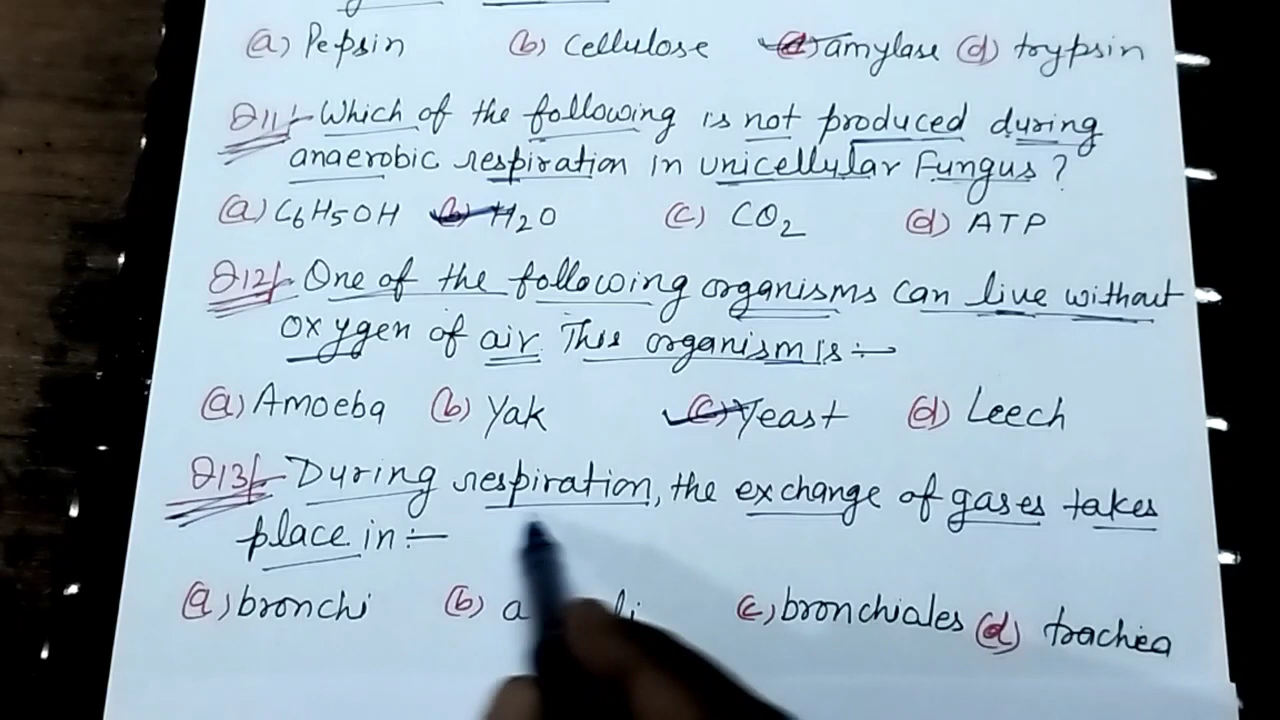 (a) Pepsin (b) Cellulose (c) amylase (d) trypsin
Q11/- Which of the following is not produced during
anaerobic respiration in unicellular Fungus ?
(a) C6H5OH (b) H2O (c) CO2 (d) ATP
Q12/- One of the following organisms can live without
oxygen of air This organism is :-
(a) Amoeba (b) Yak (c) Yeast (d) Leech
Q13/- During respiration, the exchange of gases takes
place in :-
(a) bronchi (b) (c) bronchiales (d) trachea